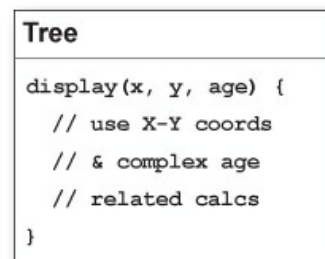 Tree
display(x, y, age) {
// use X-Y coords
// & complex age
// related calcs
}